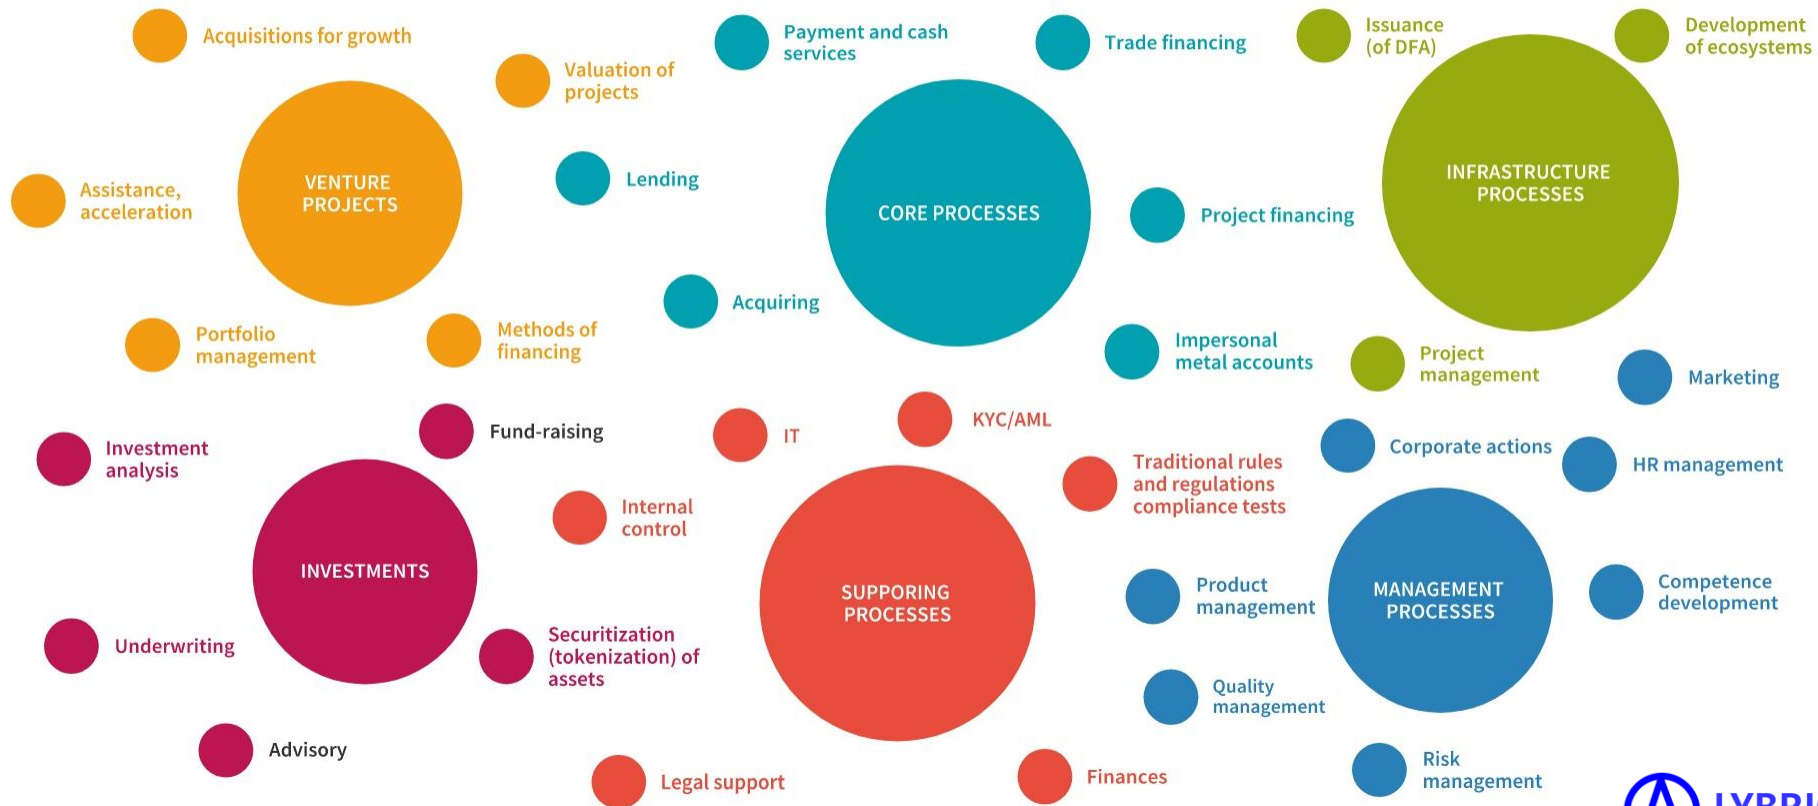 Acquisitions for growth
Valuation of
projects
VENTURE
PROJECTS
Assistance,
acceleration
Portfolio
management
Methods of
financing
Payment and cash
services
Trade financing
Lending
CORE PROCESSES
Project financing
Acquiring
Impersonal
metal accounts
Issuance
(of DFA)
Development
of ecosystems
INFRASTRUCTURE
PROCESSES
Project
management
Investment
analysis
Fund-raising
INVESTMENTS
Underwriting
Securitization
(tokenization) of
assets
Advisory
IT
KYC/AML
Internal
control
Traditional rules
and regulations
compliance tests
SUPPORING
PROCESSES
Legal support
Finances
Marketing
Corporate actions
HR management
Product
management
MANAGEMENT
PROCESSES
Competence
development
Quality
management
Risk
management